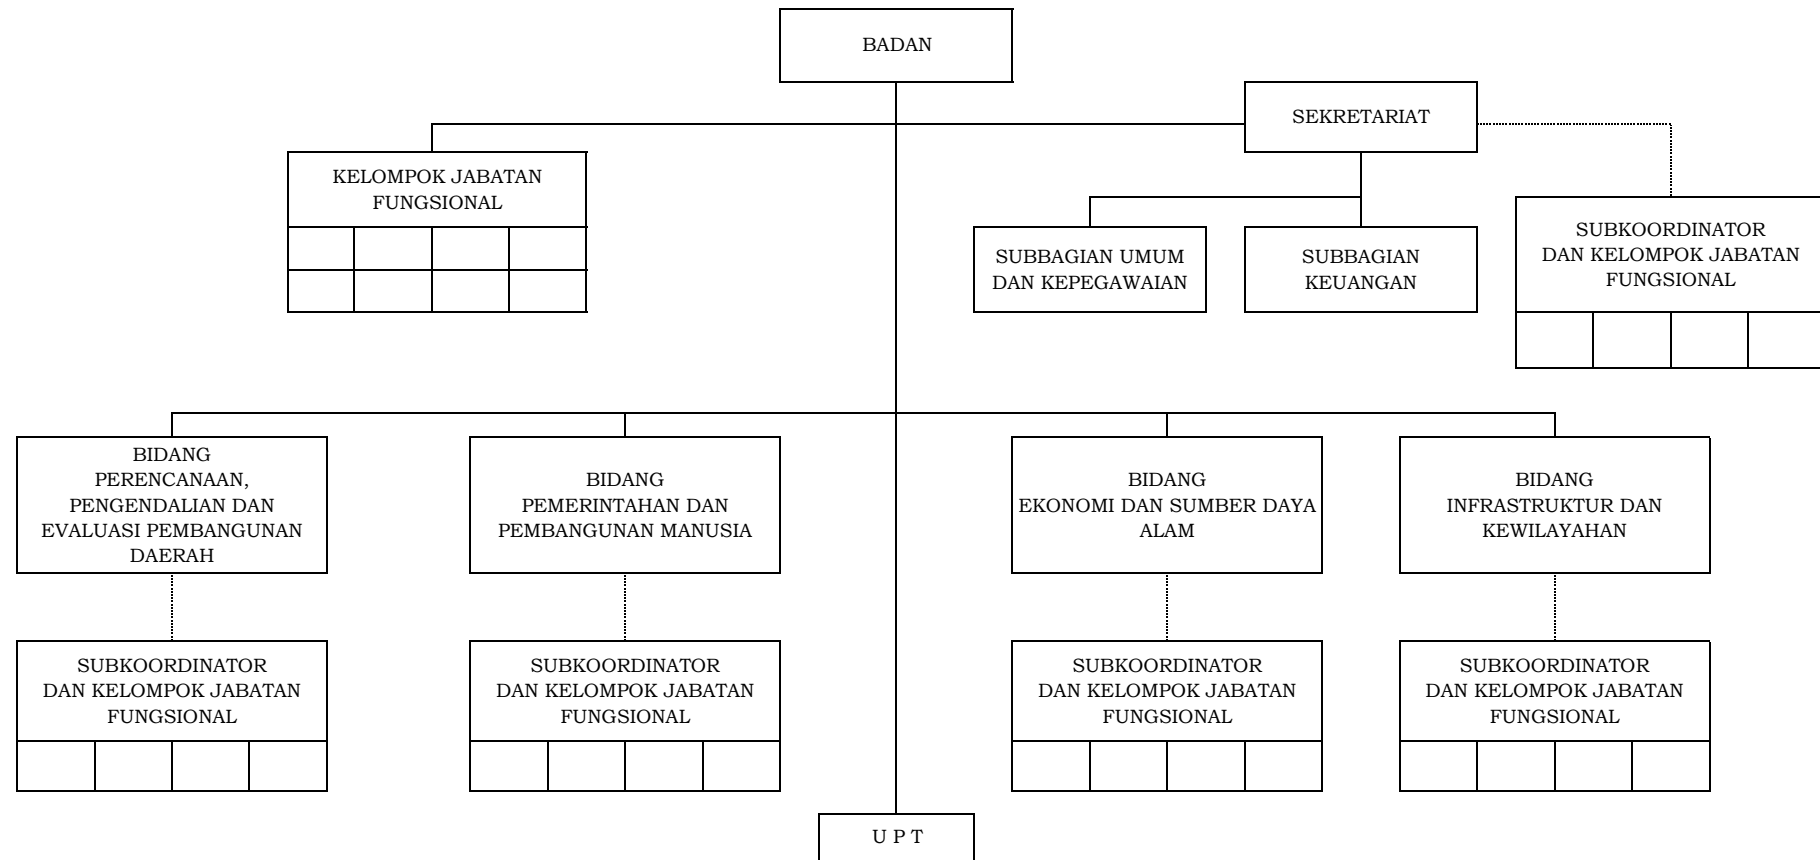 BADAN
SEKRETARIAT
KELOMPOK JABATAN
FUNGSIONAL
SUBBAGIAN UMUM
DAN KEPEGAWAIAN
SUBBAGIAN
KEUANGAN
SUBKOORDINATOR
DAN KELOMPOK JABATAN
FUNGSIONAL
BIDANG
PERENCANAAN,
PENGENDALIAN DAN
EVALUASI PEMBANGUNAN
DAERAH
BIDANG
PEMERINTAHAN DAN
PEMBANGUNAN MANUSIA
BIDANG
EKONOMI DAN SUMBER DAYA
ALAM
BIDANG
INFRASTRUKTUR DAN
KEWILAYAHAN
SUBKOORDINATOR
DAN KELOMPOK JABATAN
FUNGSIONAL
SUBKOORDINATOR
DAN KELOMPOK JABATAN
FUNGSIONAL
SUBKOORDINATOR
DAN KELOMPOK JABATAN
FUNGSIONAL
SUBKOORDINATOR
DAN KELOMPOK JABATAN
FUNGSIONAL
U P T